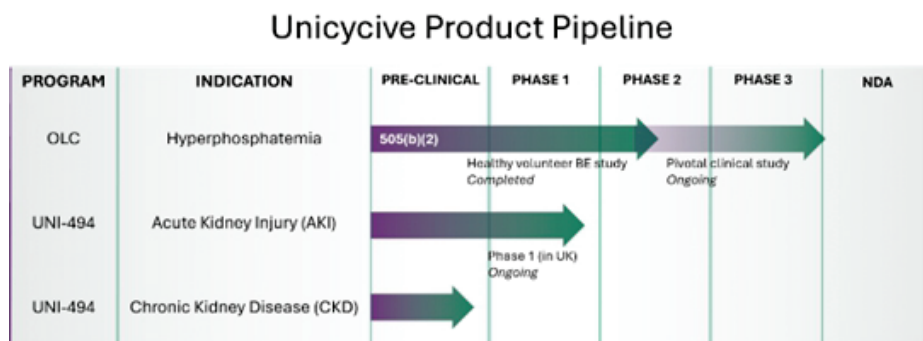 Unicycive Product Pipeline
PROGRAM INDICATION PRE-CLINICAL PHASE 1 PHASE 2 PHASE 3 NDA
OLC Hyperphosphatemia 505(b)(2)
Healthy volunteer BE study Pivotal clinical study
Completed Ongoing
UNI-494 Acute Kidney Injury (AKI)
Phase 1 (in UK)
Ongoing
UNI-494 Chronic Kidney Disease (CKD)